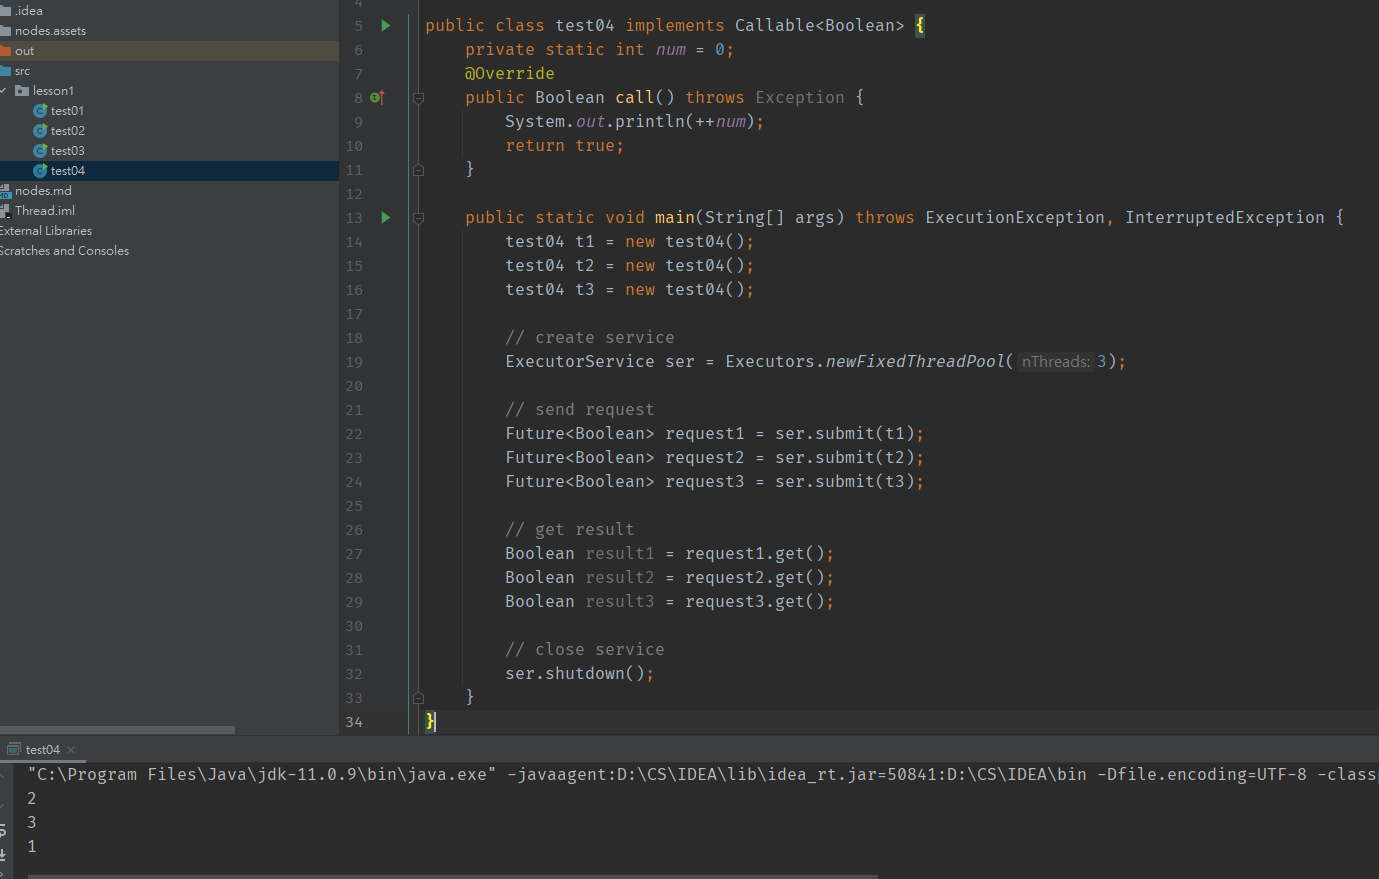 .idea
nodes.assets
out
src
lesson1
test01
test02
test03
test04
nodes.md
Thread.iml
External Libraries
Scratches and Consoles
4
5 public class test04 implements Callable<Boolean> {
6 private static int num = 0;
7 @Override
8 public Boolean call() throws Exception {
9 System.out.println(++num);
10 return true;
11 }
12
13 public static void main(String[] args) throws ExecutionException, InterruptedException {
14 test04 t1 = new test04();
15 test04 t2 = new test04();
16 test04 t3 = new test04();
17
18 // create service
19 ExecutorService ser = Executors.newFixedThreadPool( nThreads: 3);
20
21 // send request
22 Future<Boolean> request1 = ser.submit(t1);
23 Future<Boolean> request2 = ser.submit(t2);
24 Future<Boolean> request3 = ser.submit(t3);
25
26 // get result
27 Boolean result1 = request1.get();
28 Boolean result2 = request2.get();
29 Boolean result3 = request3.get();
30
31 // close service
32 ser.shutdown();
33 }
34 }
test04
"C:\Program Files\Java\jdk-11.0.9\bin\java.exe" -javaagent:D:\CS\IDEA\lib\idea_rt.jar=50841:D:\CS\IDEA\bin -Dfile.encoding=UTF-8 -class
2
3
1